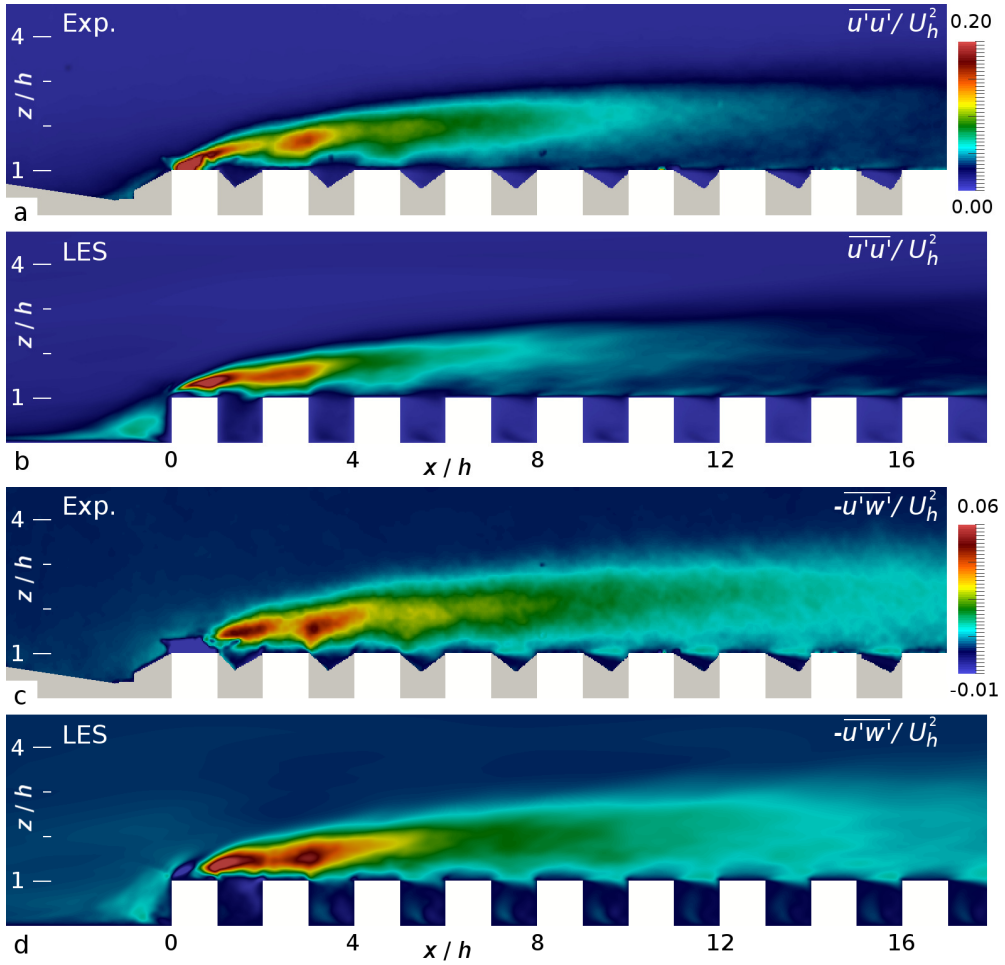 4 Exp. u'u' / U_h^2 0.20
z / h
1
a 0.00
4 LES u'u' / U_h^2
z / h
1
b 0 4 x / h 8 12 16
4 Exp. -u'w' / U_h^2 0.06
z / h
1
c -0.01
4 LES -u'w' / U_h^2
z / h
1
d 0 4 x / h 8 12 16